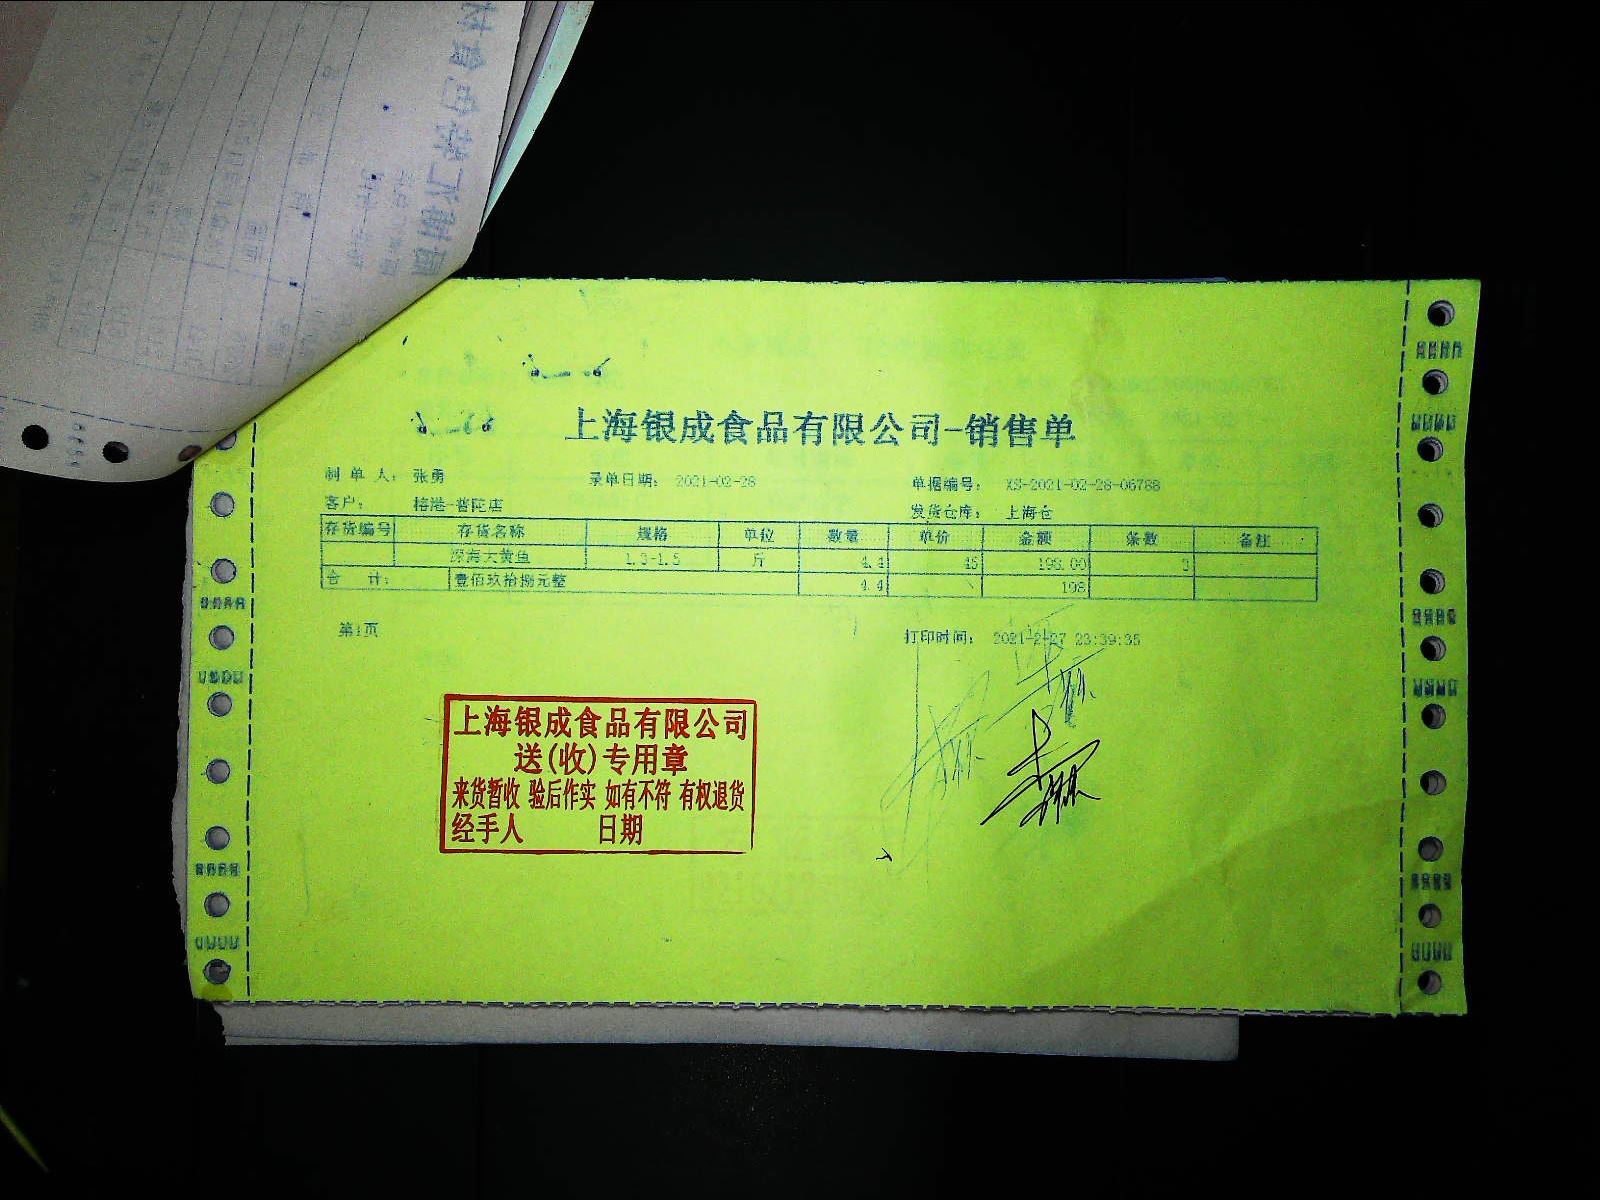 上海银成食品有限公司-销售单
制单人：张勇 录单日期：2021-02-28 单据编号：XS-2021-02-28-06788
客户：榕港-普陀店 发货仓库：上海仓
存货编号 存货名称 规格 单位 数量 单价 金额 条数 备注
深海大黄鱼 1.3-1.5 斤 4.4 45 198.00 3
合计：壹佰玖拾捌元整 4.4 \ 198
第1页 打印时间：2021-2-27 23:39:35
上海银成食品有限公司
送(收)专用章
来货暂收 验后作实 如有不符 有权退货
经手人 日期